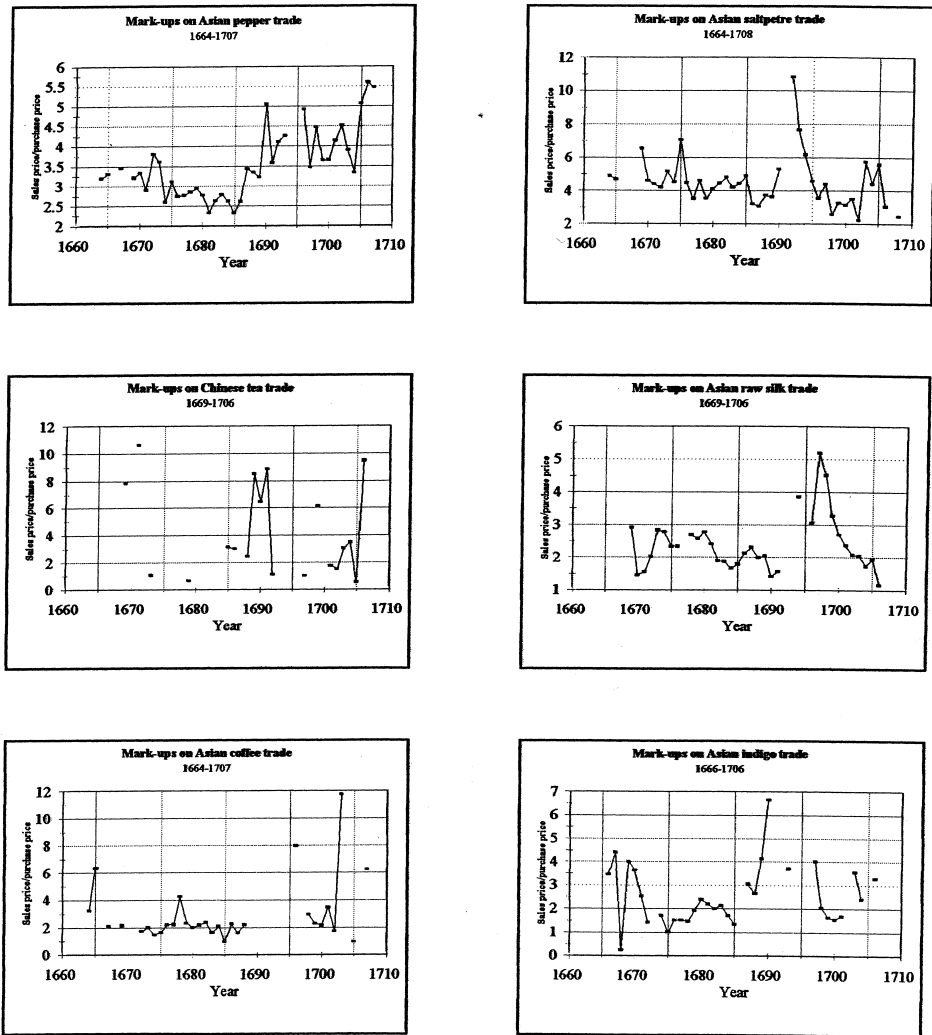 Mark-ups on Asian pepper trade
1664-1707
Sales price/purchase price
6
5.5
5
4.5
4
3.5
3
2.5
2
1660 1670 1680 1690 1700 1710
Year
Mark-ups on Asian saltpetre trade
1664-1708
Sales price/purchase price
12
10
8
6
4
2
1660 1670 1680 1690 1700 1710
Year
Mark-ups on Chinese tea trade
1669-1706
Sales price/purchase price
12
10
8
6
4
2
0
1660 1670 1680 1690 1700 1710
Year
Mark-ups on Asian raw silk trade
1669-1706
Sales price/purchase price
6
5
4
3
2
1
1660 1670 1680 1690 1700 1710
Year
Mark-ups on Asian coffee trade
1664-1707
Sales price/purchase price
12
10
8
6
4
2
0
1660 1670 1680 1690 1700 1710
Year
Mark-ups on Asian indigo trade
1666-1706
Sales price/purchase price
7
6
5
4
3
2
1
0
1660 1670 1680 1690 1700 1710
Year